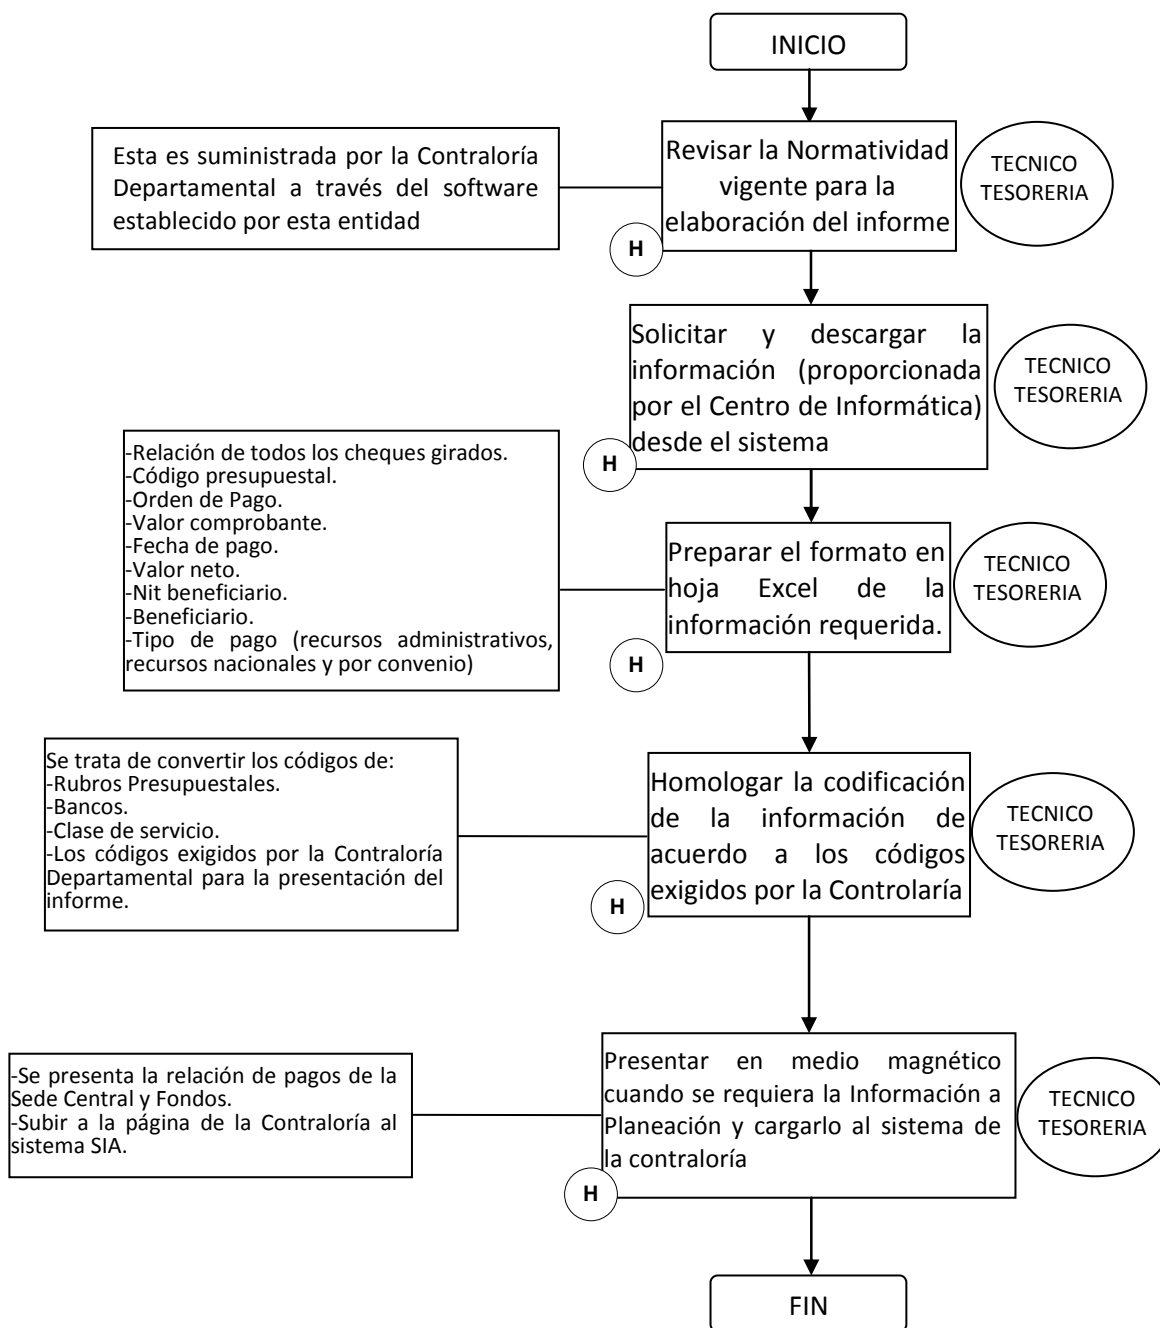 INICIO
Esta es suministrada por la Contraloría
Departamental a través del software
establecido por esta entidad
Revisar la Normatividad
vigente para la
elaboración del informe
TECNICO
TESORERIA
H
Solicitar y descargar la
información (proporcionada
por el Centro de Informática)
desde el sistema
TECNICO
TESORERIA
H
-Relación de todos los cheques girados.
-Código presupuestal.
-Orden de Pago.
-Valor comprobante.
-Fecha de pago.
-Valor neto.
-Nit beneficiario.
-Beneficiario.
-Tipo de pago (recursos administrativos,
recursos nacionales y por convenio)
Preparar el formato en
hoja Excel de la
información requerida.
TECNICO
TESORERIA
H
Se trata de convertir los códigos de:
-Rubros Presupuestales.
-Bancos.
-Clase de servicio.
-Los códigos exigidos por la Contraloría
Departamental para la presentación del
informe.
Homologar la codificación
de la información de
acuerdo a los códigos
exigidos por la Controlaría
TECNICO
TESORERIA
H
-Se presenta la relación de pagos de la
Sede Central y Fondos.
-Subir a la página de la Contraloría al
sistema SIA.
Presentar en medio magnético
cuando se requiera la Información a
Planeación y cargarlo al sistema de
la contraloría
TECNICO
TESORERIA
H
FIN